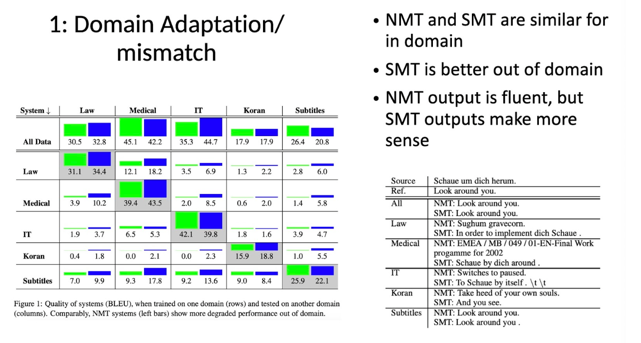 1: Domain Adaptation/
mismatch
System ↓ Law Medical IT Koran Subtitles
All Data 30.5 32.8 45.1 42.2 35.3 44.7 17.9 17.9 26.4 20.8
Law 31.1 34.4 12.1 18.2 3.5 6.9 1.3 2.2 2.8 6.0
Medical 3.9 10.2 39.4 43.5 2.0 8.5 0.6 2.0 1.4 5.8
IT 1.9 3.7 6.5 5.3 42.1 39.8 1.8 1.6 3.9 4.7
Koran 0.4 1.8 0.0 2.1 0.0 2.3 15.9 18.8 1.0 5.5
Subtitles 7.0 9.9 9.3 17.8 9.2 13.6 9.0 8.4 25.9 22.1
Figure 1: Quality of systems (BLEU), when trained on one domain (rows) and tested on another domain
(columns). Comparably, NMT systems (left bars) show more degraded performance out of domain.
• NMT and SMT are similar for
in domain
• SMT is better out of domain
• NMT output is fluent, but
SMT outputs make more
sense
Source Schaue um dich herum.
Ref. Look around you.
All NMT: Look around you.
SMT: Look around you.
Law NMT: Sughum gravecorn.
SMT: In order to implement dich Schaue .
Medical NMT: EMEA / MB / 049 / 01-EN-Final Work
progamme for 2002
SMT: Schaue by dich around .
IT NMT: Switches to paused.
SMT: To Schaue by itself . \t \t
Koran NMT: Take heed of your own souls.
SMT: And you see.
Subtitles NMT: Look around you.
SMT: Look around you .